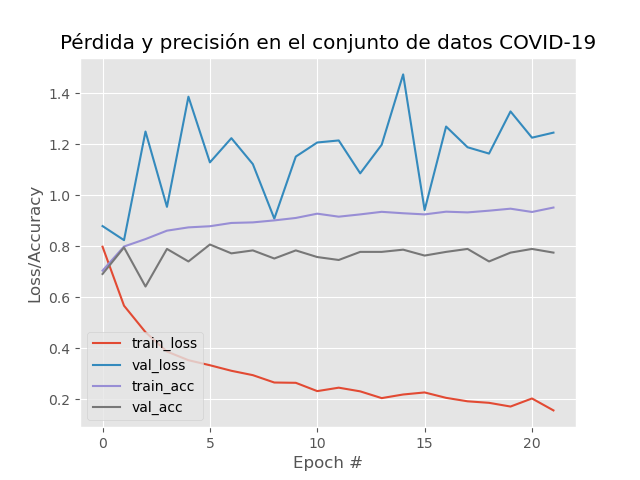 Pérdida y precisión en el conjunto de datos COVID-19
1.4
1.2
1.0
0.8
0.6
0.4
0.2
Loss/Accuracy
train_loss
val_loss
train_acc
val_acc
0 5 10 15 20
Epoch #